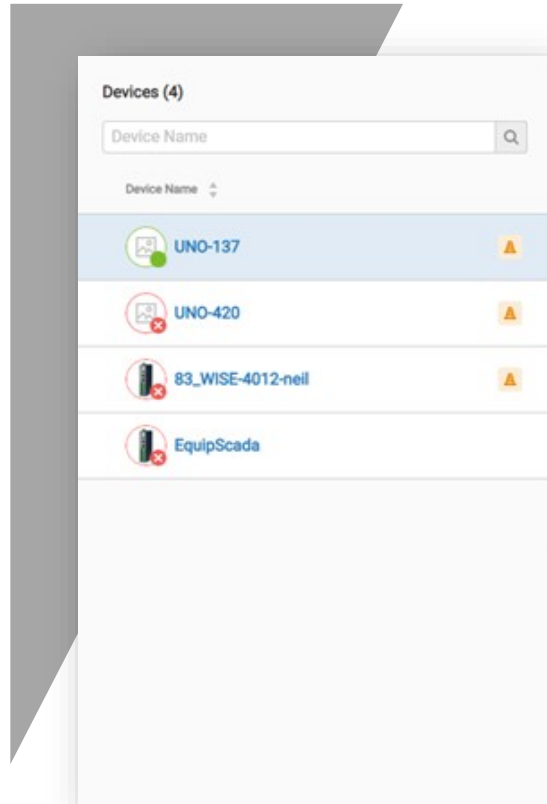 Devices (4)
Device Name
Device Name
UNO-137
UNO-420
83_WISE-4012-neil
EquipScada